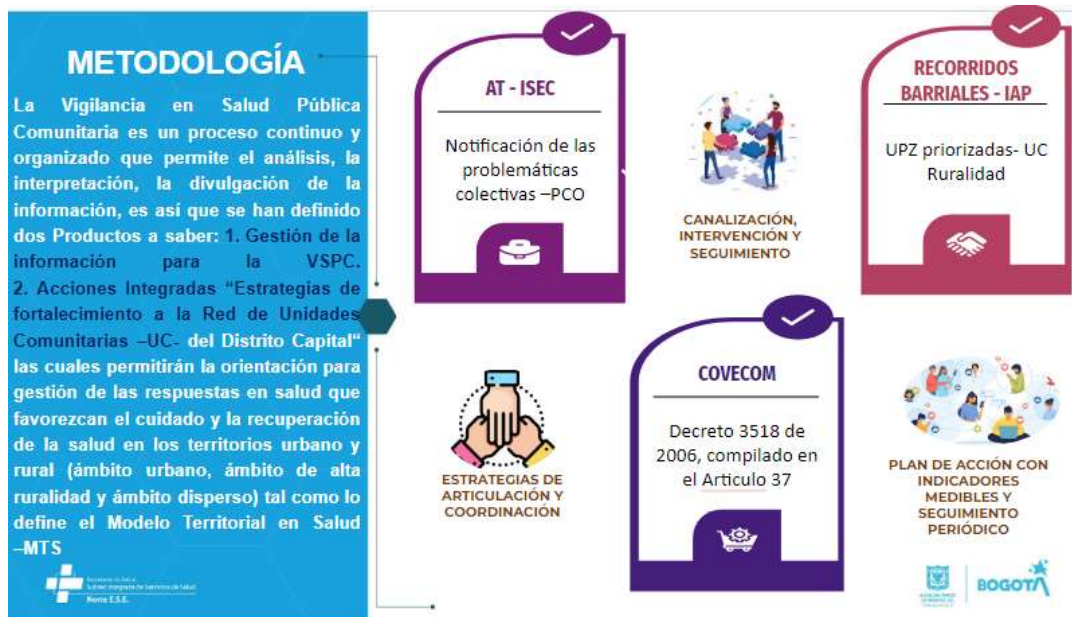 METODOLOGÍA
La Vigilancia en Salud Pública
Comunitaria es un proceso continuo y
organizado que permite el análisis, la
interpretación, la divulgación de la
información, es así que se han definido
dos Productos a saber: 1. Gestión de la
información para la VSPC.
2. Acciones Integradas “Estrategias de
fortalecimiento a la Red de Unidades
Comunitarias –UC- del Distrito Capital“
las cuales permitirán la orientación para
gestión de las respuestas en salud que
favorezcan el cuidado y la recuperación
de la salud en los territorios urbano y
rural (ámbito urbano, ámbito de alta
ruralidad y ámbito disperso) tal como lo
define el Modelo Territorial en Salud
–MTS
Subred Integrada de Servicios de Salud
Norte E.S.E.
AT - ISEC
Notificación de las
problemáticas
colectivas –PCO
CANALIZACIÓN,
INTERVENCIÓN Y
SEGUIMIENTO
RECORRIDOS
BARRIALES - IAP
UPZ priorizadas- UC
Ruralidad
ESTRATEGIAS DE
ARTICULACIÓN Y
COORDINACIÓN
COVECOM
Decreto 3518 de
2006, compilado en
el Articulo 37
PLAN DE ACCIÓN CON
INDICADORES
MEDIBLES Y
SEGUIMIENTO
PERIÓDICO
BOGOTÁ